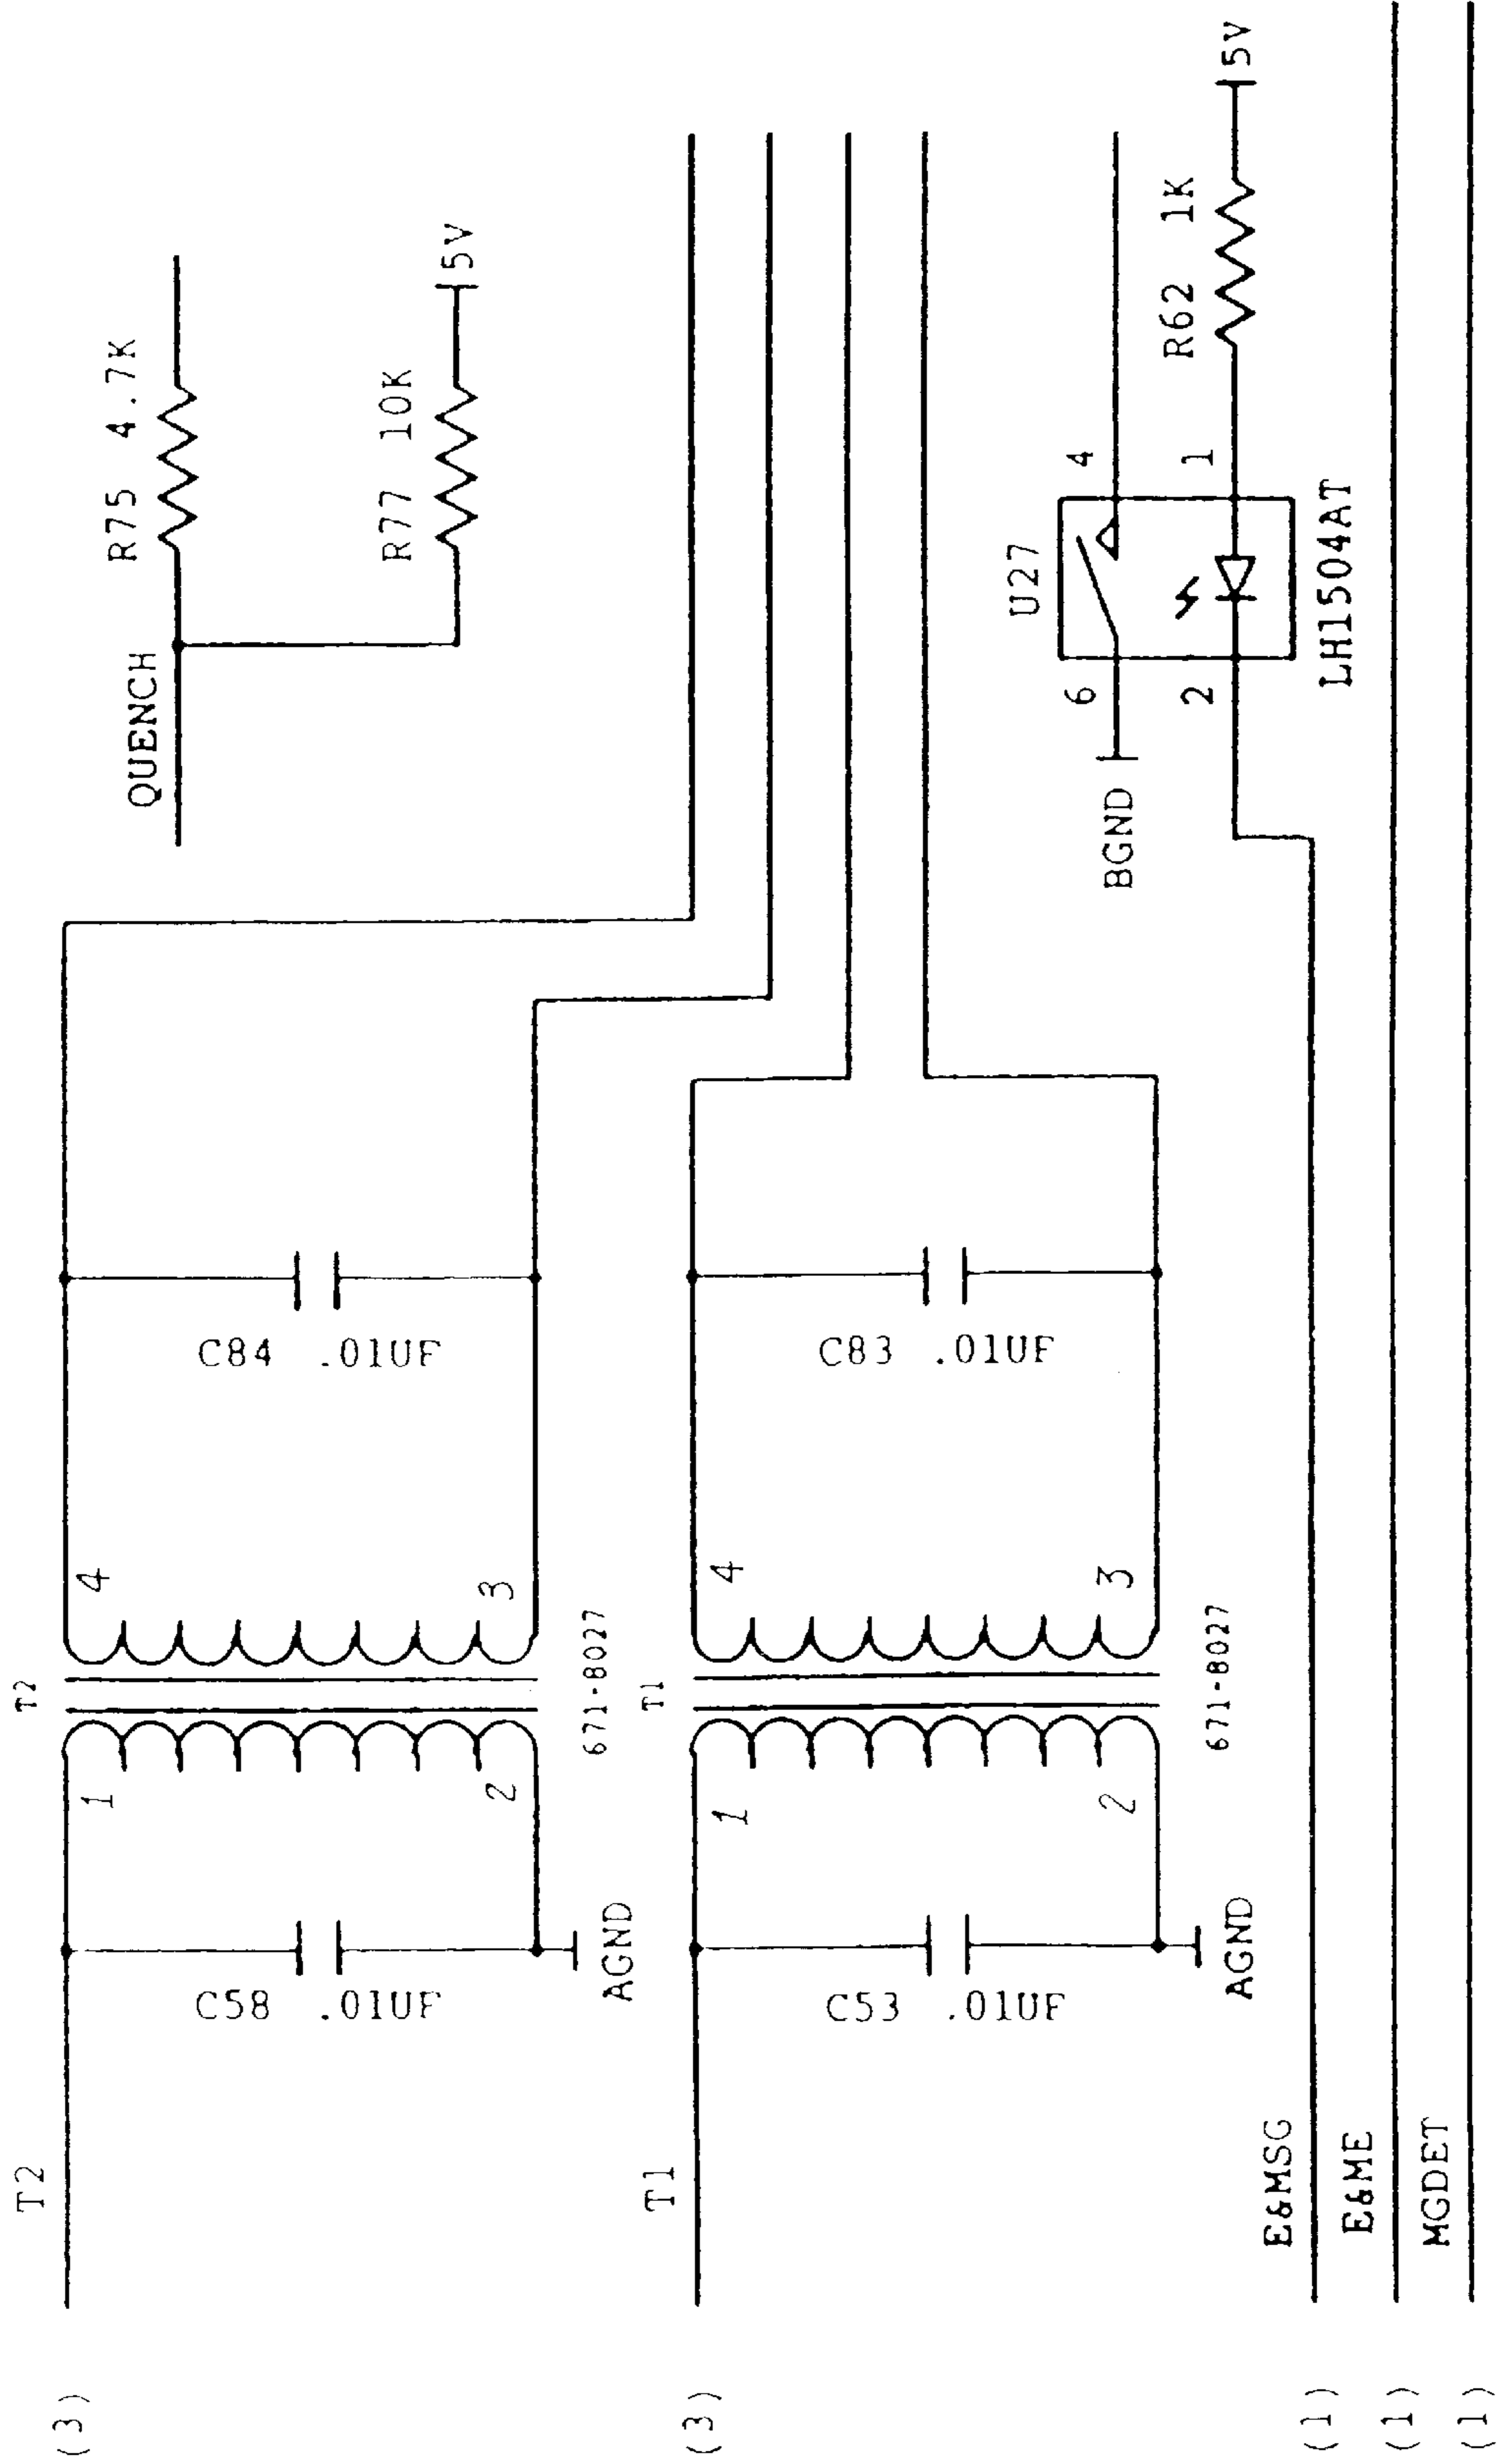 (3)
T2
C58 .01UF
AGND
1
2
T2
671-8027
4
3
C84 .01UF
QUENCH
R75 4.7K
R77 10K
5V
(3)
T1
C53 .01UF
AGND
1
2
T1
671-8027
4
3
C83 .01UF
BGND
6
2
U27
4
1
LH1504AT
R62 1K
5V
(1)
E&MSG
(1)
E&ME
(1)
MGDET